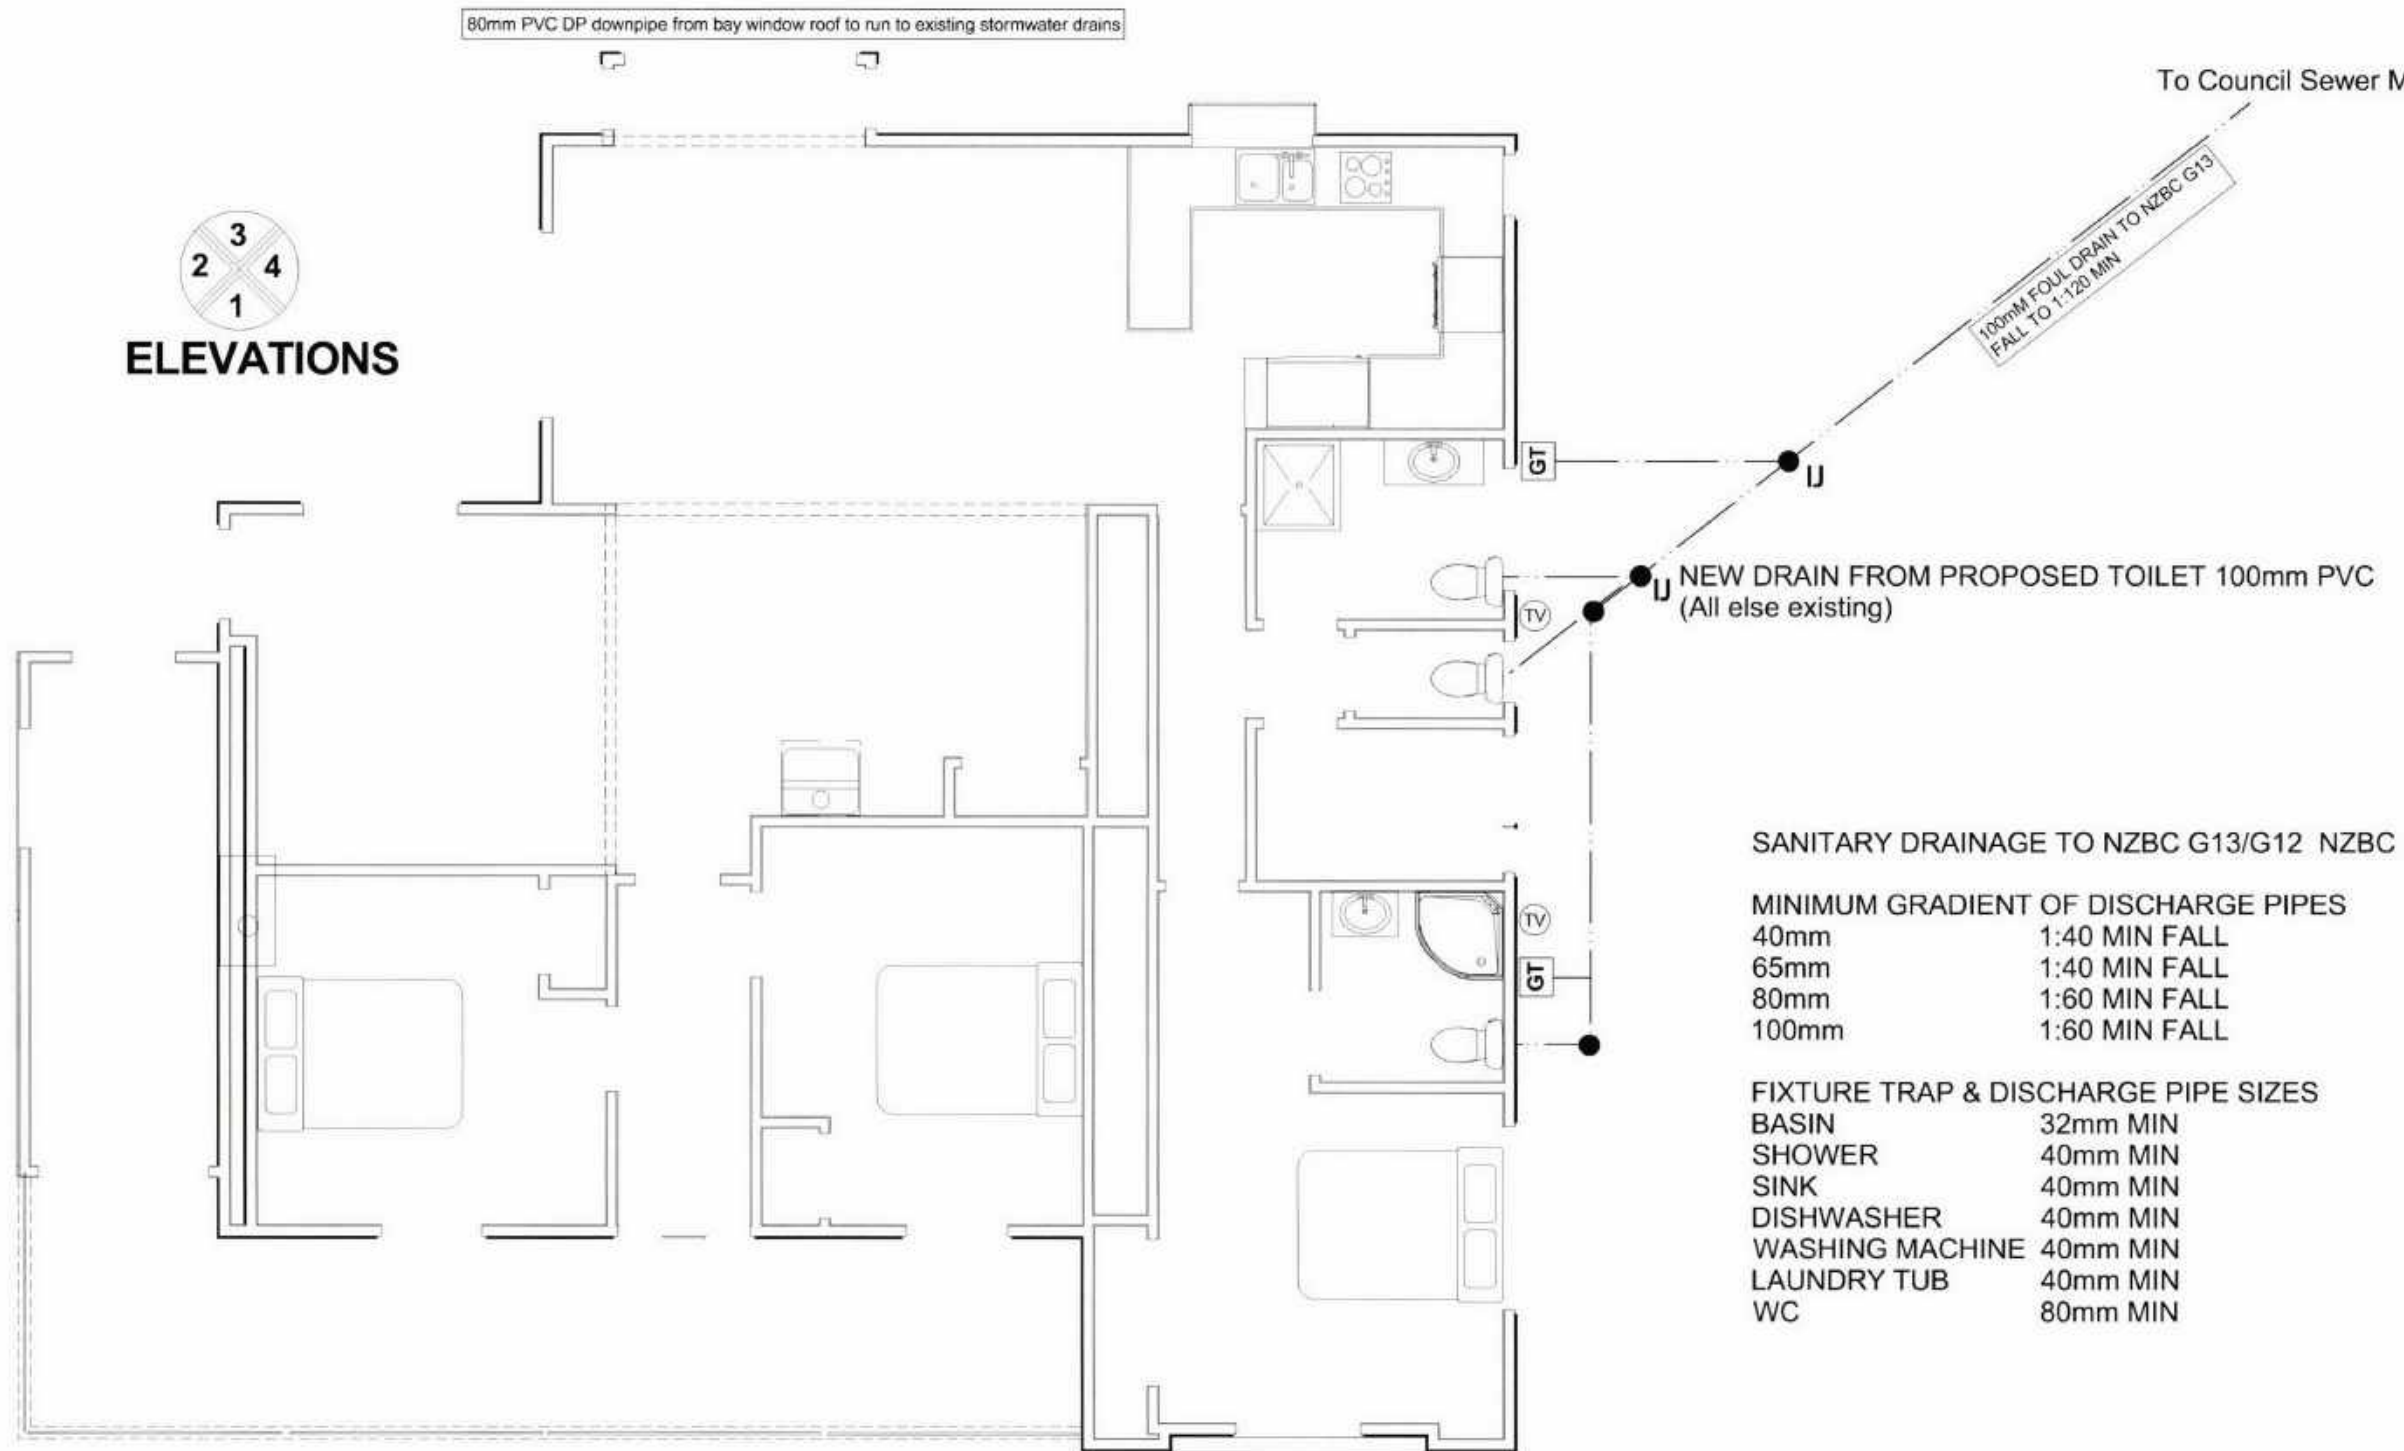 80mm PVC DP downpipe from bay window roof to run to existing stormwater drains
To Council Sewer M
100mM FOUL DRAIN TO NZBC G13
FALL TO 1:120 MIN
3
2 4
1
ELEVATIONS
GT
IJ
NEW DRAIN FROM PROPOSED TOILET 100mm PVC
IJ
(All else existing)
TV
SANITARY DRAINAGE TO NZBC G13/G12 NZBC
TV
GT
MINIMUM GRADIENT OF DISCHARGE PIPES
40mm 1:40 MIN FALL
65mm 1:40 MIN FALL
80mm 1:60 MIN FALL
100mm 1:60 MIN FALL
FIXTURE TRAP & DISCHARGE PIPE SIZES
BASIN 32mm MIN
SHOWER 40mm MIN
SINK 40mm MIN
DISHWASHER 40mm MIN
WASHING MACHINE 40mm MIN
LAUNDRY TUB 40mm MIN
WC 80mm MIN